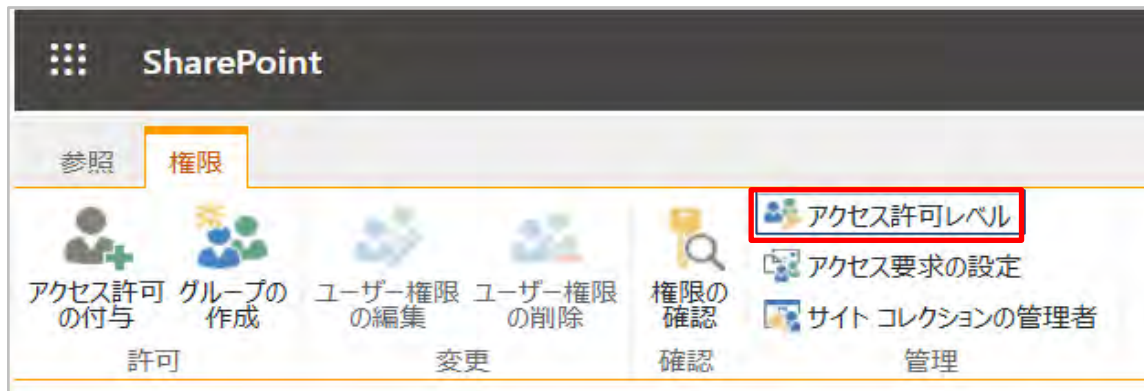 SharePoint
参照 権限
アクセス許可
の付与
グループの
作成
ユーザー権限
の編集
ユーザー権限
の削除
権限の
確認
アクセス許可レベル
アクセス要求の設定
サイト コレクションの管理者
許可 変更 確認 管理